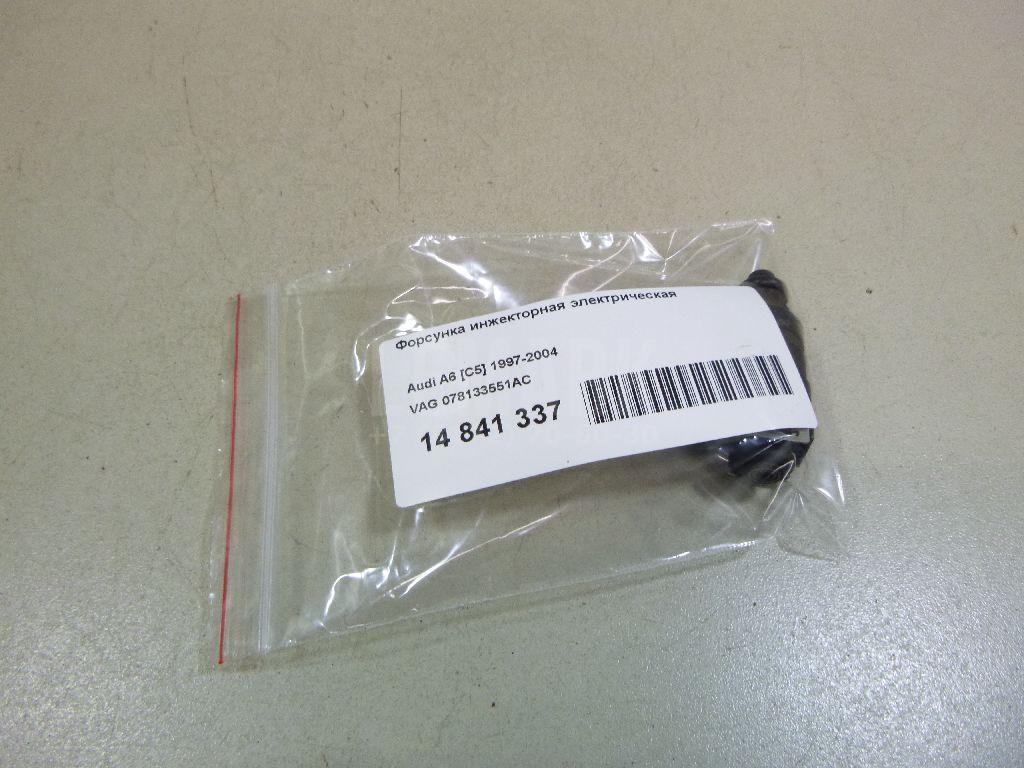 Форсунка инжекторная электрическая
Audi A6 [C5] 1997-2004
VAG 078133551AC
14 841 337